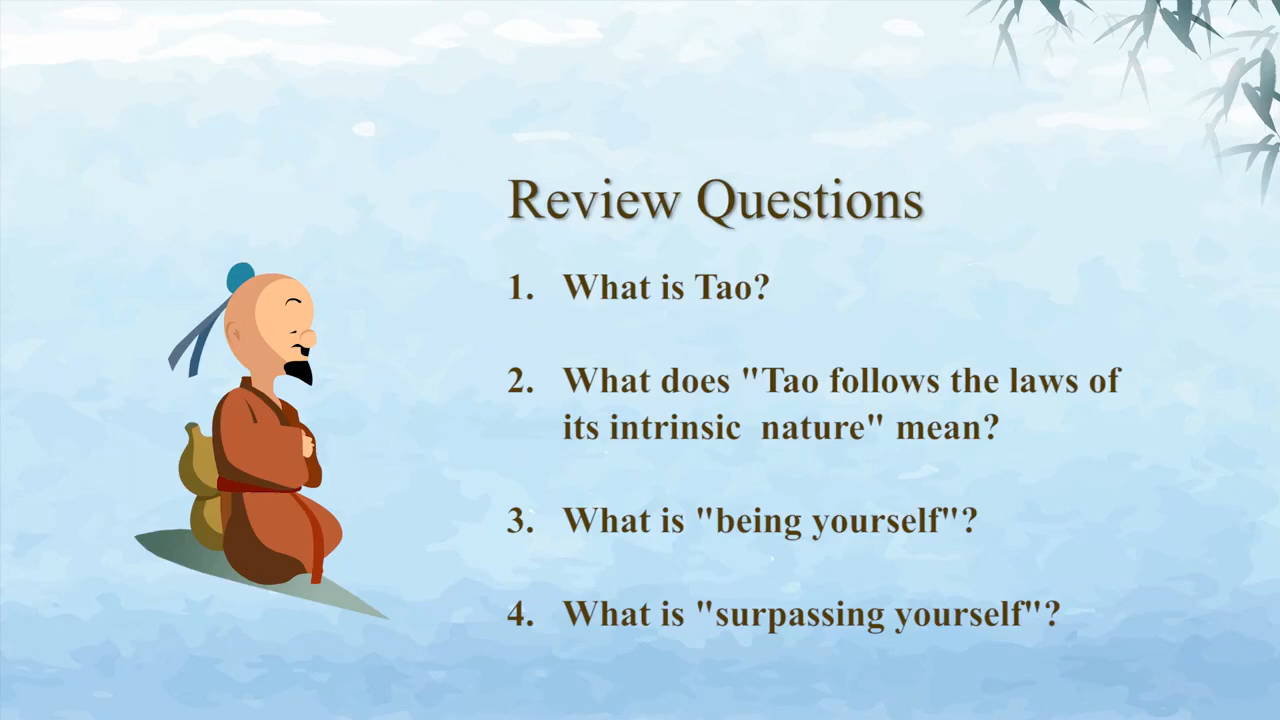 Review Questions
1. What is Tao?
2. What does "Tao follows the laws of
its intrinsic  nature" mean?
3. What is "being yourself"?
4. What is "surpassing yourself"?